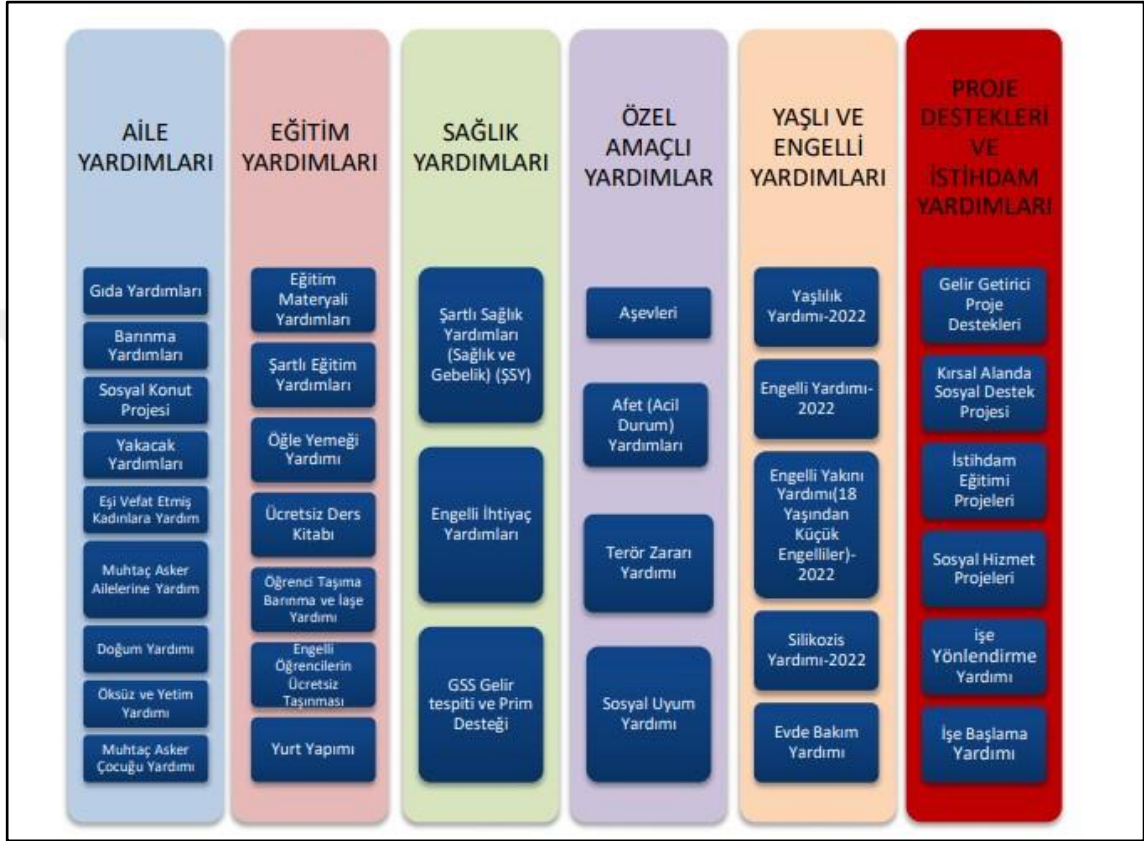 AİLE
YARDIMLARI
Gıda Yardımları
Barınma
Yardımları
Sosyal Konut
Projesi
Yakacak
Yardımları
Eşi Vefat Etmiş
Kadınlara Yardım
Muhtaç Asker
Ailelerine Yardım
Doğum Yardımı
Öksüz ve Yetim
Yardımı
Muhtaç Asker
Çocuğu Yardımı
EĞİTİM
YARDIMLARI
Eğitim
Materyali
Yardımları
Şartlı Eğitim
Yardımları
Öğle Yemeği
Yardımı
Ücretsiz Ders
Kitabı
Öğrenci Taşıma
Barınma ve İaşe
Yardımı
Engelli
Öğrencilerin
Ücretsiz
Taşınması
Yurt Yapımı
SAĞLIK
YARDIMLARI
Şartlı Sağlık
Yardımları
(Sağlık ve
Gebelik) (ŞSY)
Engelli İhtiyaç
Yardımları
GSS Gelir
tespiti ve Prim
Desteği
ÖZEL
AMAÇLI
YARDIMLAR
Aşevleri
Afet (Acil
Durum)
Yardımları
Terör Zararı
Yardımı
Sosyal Uyum
Yardımı
YAŞLI VE
ENGELLİ
YARDIMLARI
Yaşlılık
Yardımı-2022
Engelli Yardımı-
2022
Engelli Yakını
Yardımı(18
Yaşından
Küçük
Engelliler)-
2022
Silikozis
Yardımı-2022
Evde Bakım
Yardımı
PROJE
DESTEKLERİ
VE
İSTİHDAM
YARDIMLARI
Gelir Getirici
Proje
Destekleri
Kırsal Alanda
Sosyal Destek
Projesi
İstihdam
Eğitimi
Projeleri
Sosyal Hizmet
Projeleri
işe
Yönlendirme
Yardımı
İşe Başlama
Yardımı